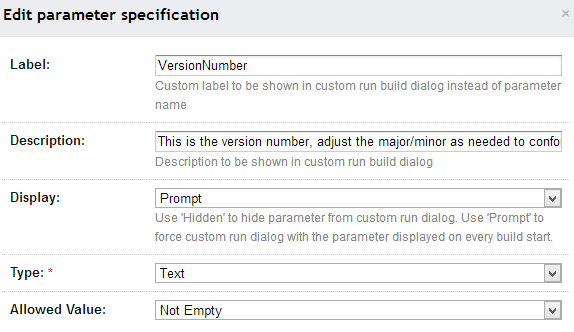 Edit parameter specification ×
Label: VersionNumber
Custom label to be shown in custom run build dialog instead of parameter
name
Description: This is the version number, adjust the major/minor as needed to confo
Description to be shown in custom run build dialog
Display: Prompt
Use 'Hidden' to hide parameter from custom run dialog. Use 'Prompt' to
force custom run dialog with the parameter displayed on every build start.
Type: * Text
Allowed Value: Not Empty